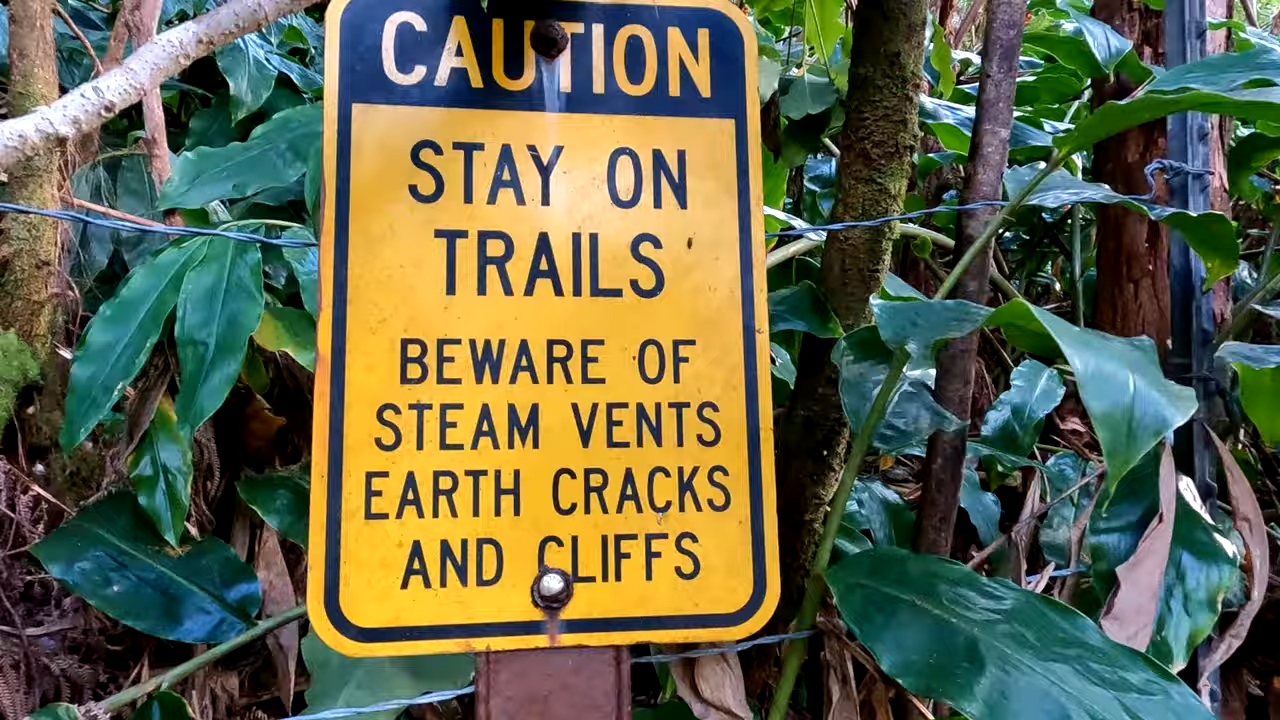 CAUTION
STAY ON
TRAILS
BEWARE OF
STEAM VENTS
EARTH CRACKS
AND CLIFFS